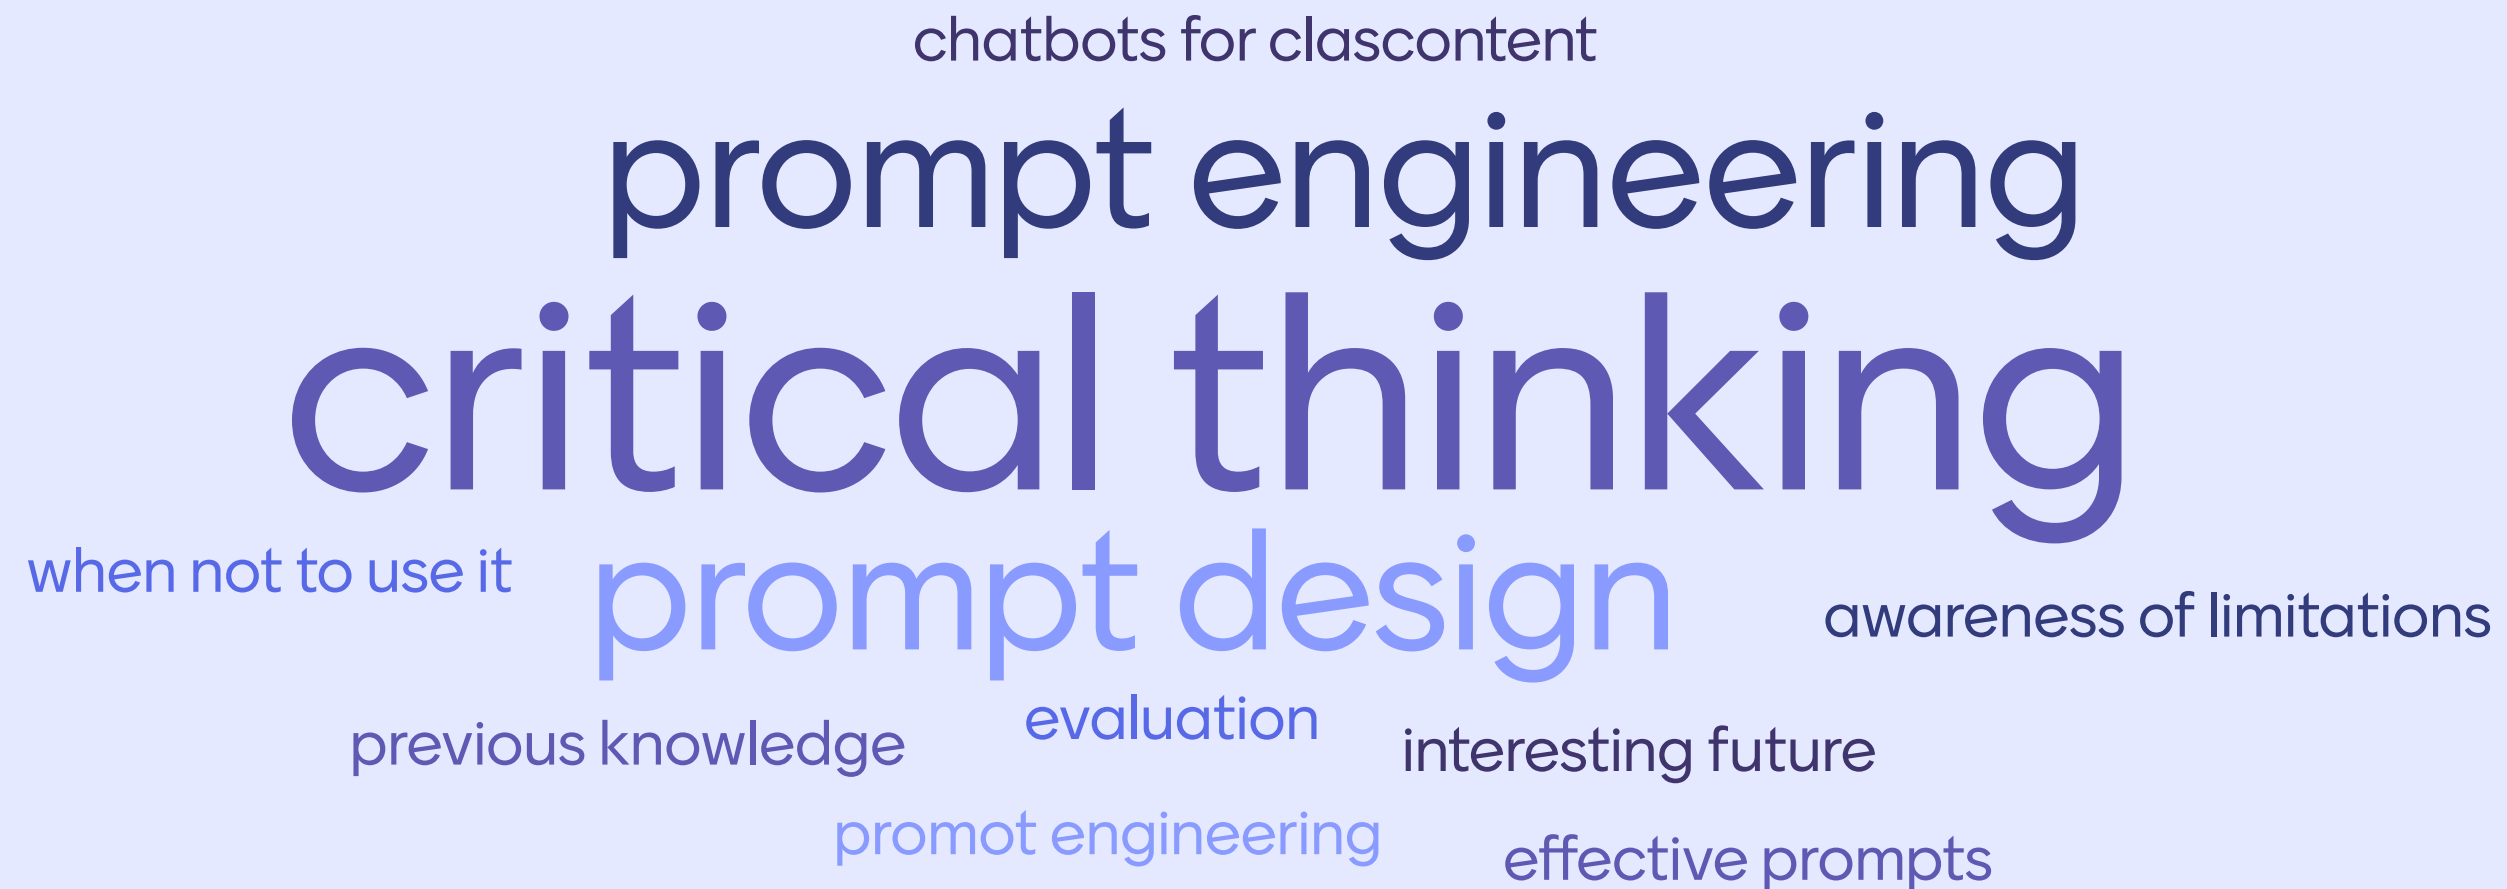 chatbots for clascontent
prompt engineering
critical thinking
when not to use it
prompt design
awareness of limitations
evaluation
previous knowledge
interesting future
promot engineering
effective prompts